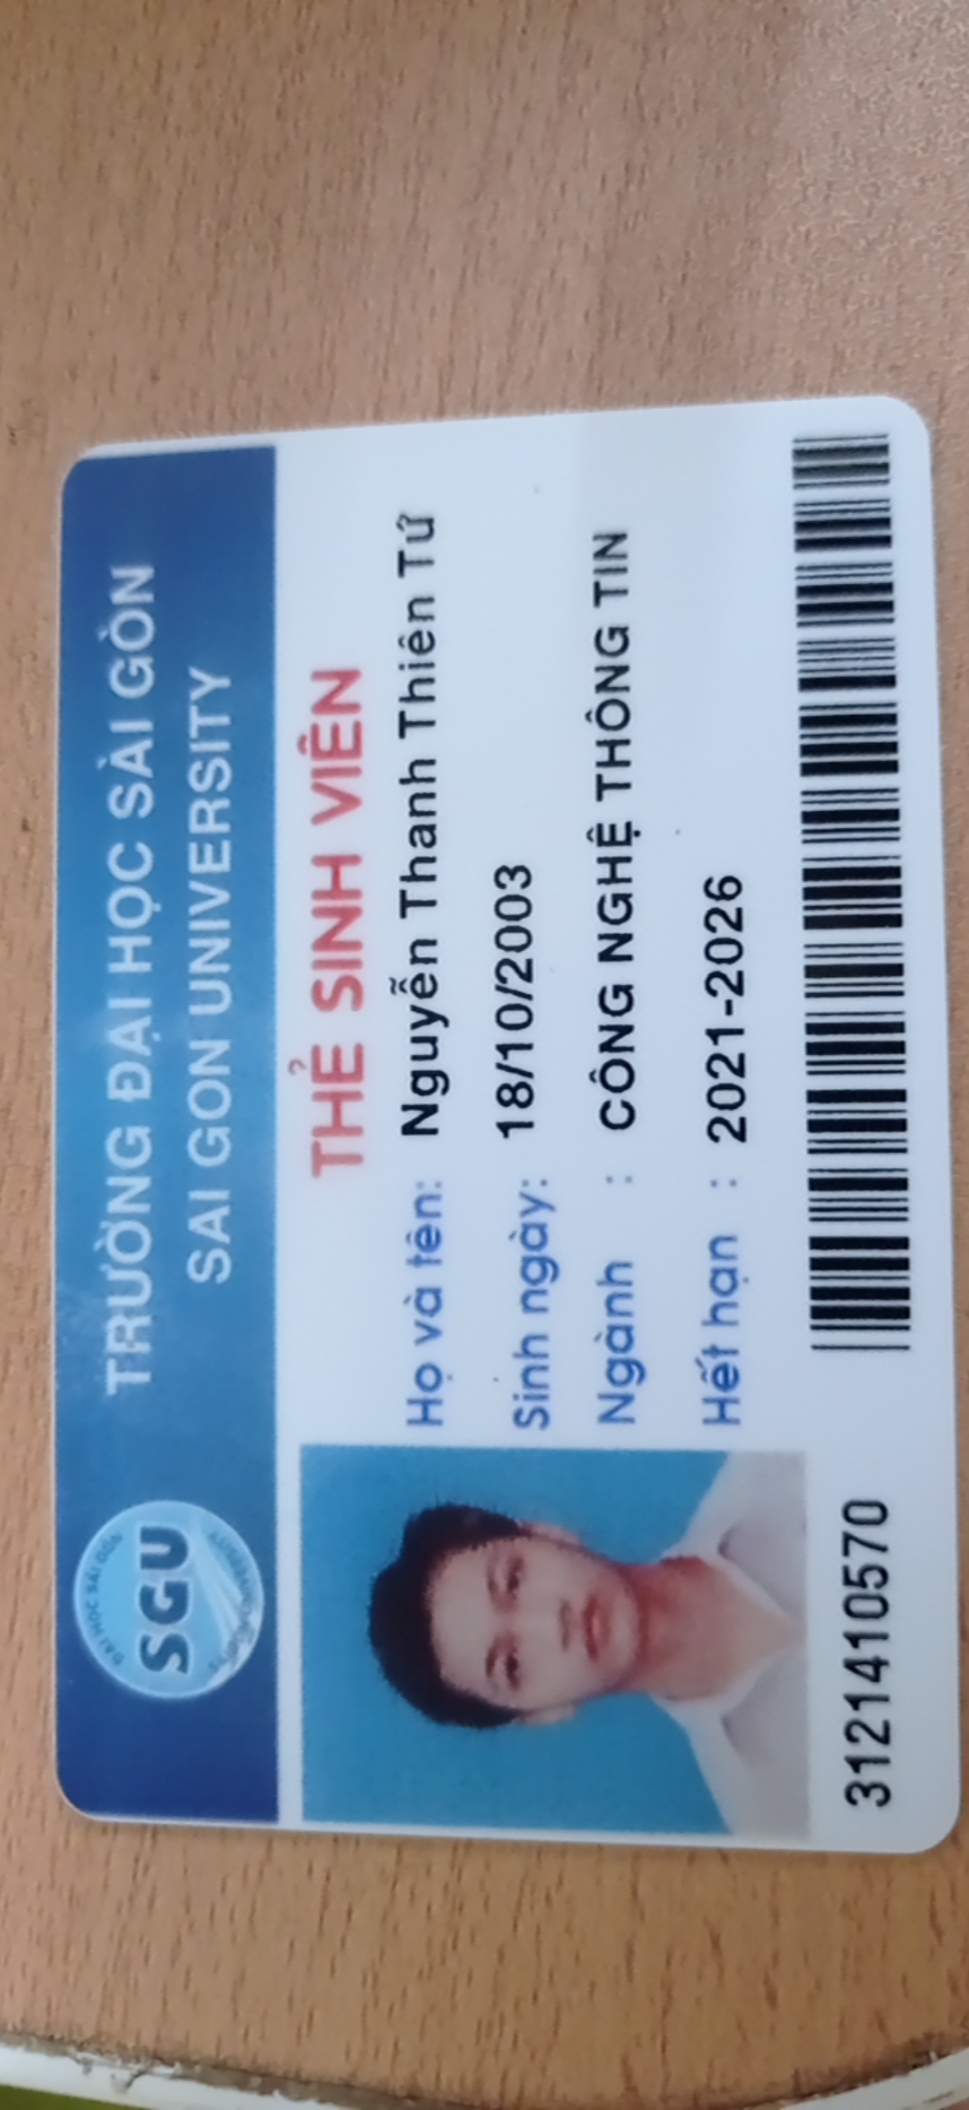 TRƯỜNG ĐẠI HỌC SÀI GÒN
SAI GON UNIVERSITY
ĐẠI HỌC SÀI GÒN
SGU
THẺ SINH VIÊN
Họ và tên: Nguyễn Thanh Thiên Tứ
Sinh ngày: 18/10/2003
Ngành : CÔNG NGHỆ THÔNG TIN
Hết hạn : 2021-2026
3121410570